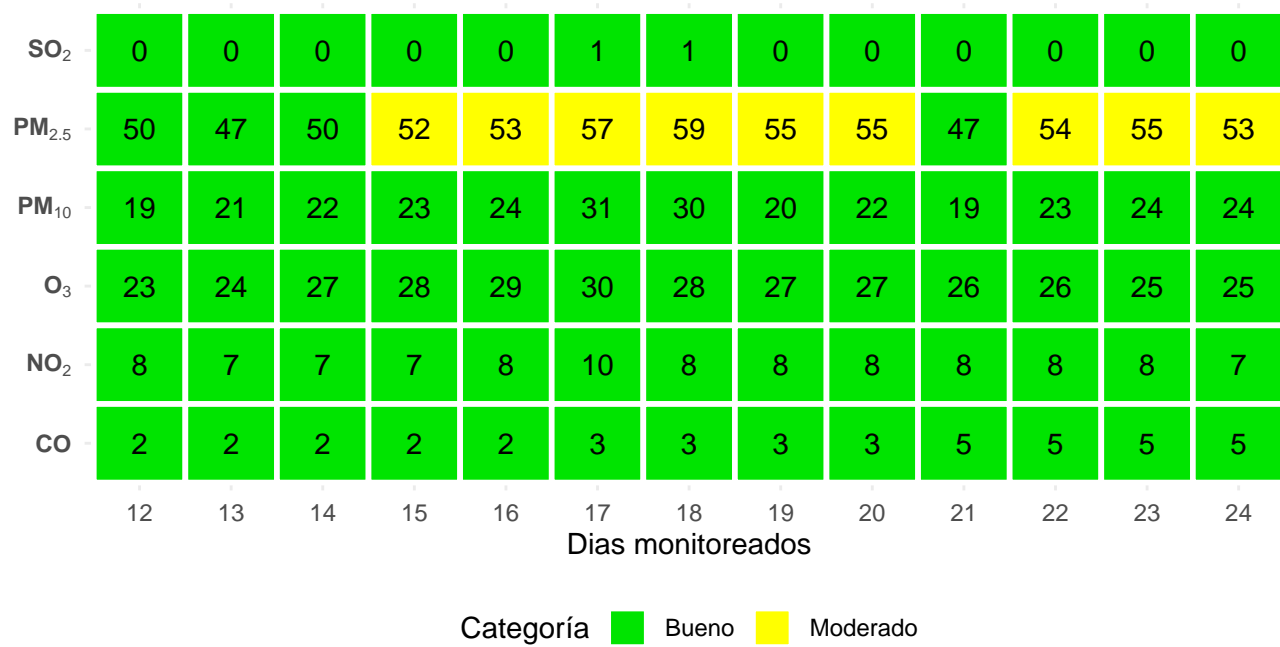 SO₂ 0 0 0 0 0 1 1 0 0 0 0 0 0
PM₂.₅ 50 47 50 52 53 57 59 55 55 47 54 55 53
PM₁₀ 19 21 22 23 24 31 30 20 22 19 23 24 24
O₃ 23 24 27 28 29 30 28 27 27 26 26 25 25
NO₂ 8 7 7 7 8 10 8 8 8 8 8 8 7
CO 2 2 2 2 2 3 3 3 3 5 5 5 5
12 13 14 15 16 17 18 19 20 21 22 23 24
Dias monitoreados
Categoría Bueno Moderado